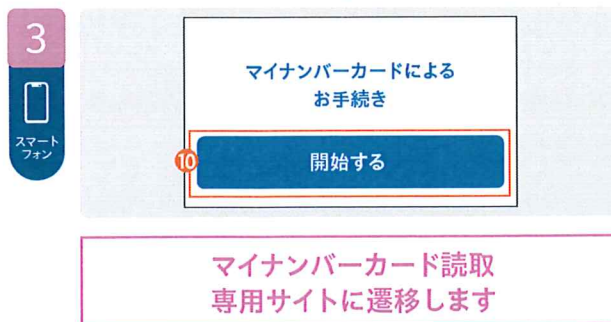 3
スマート
フォン
マイナンバーカードによる
お手続き
⑩
開始する
マイナンバーカード読取
専用サイトに遷移します